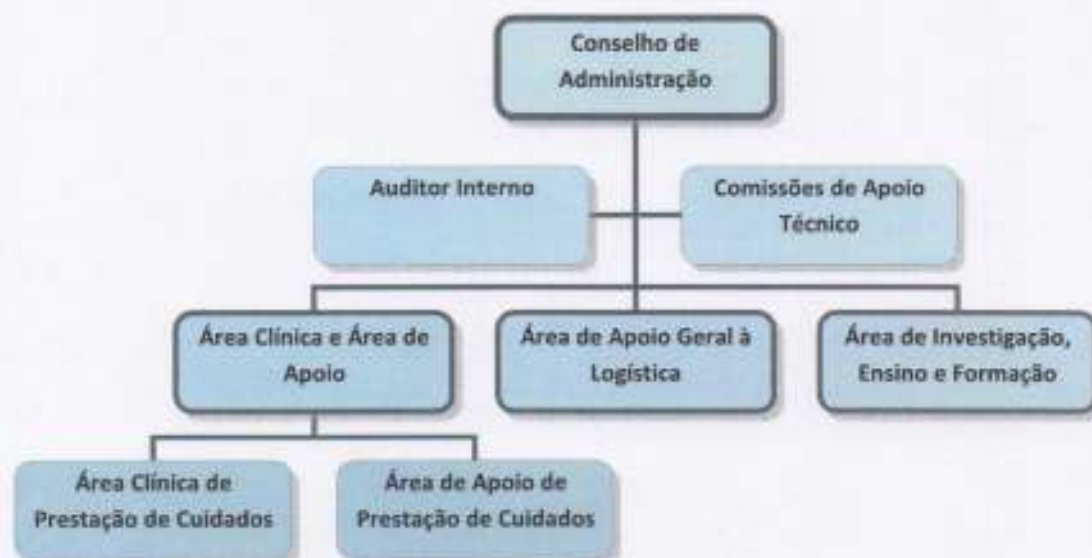 Conselho de
Administração
Auditor Interno
Comissões de Apoio
Técnico
Área Clínica e Área de
Apoio
Área de Apoio Geral à
Logística
Área de Investigação,
Ensino e Formação
Área Clínica de
Prestação de Cuidados
Área de Apoio de
Prestação de Cuidados